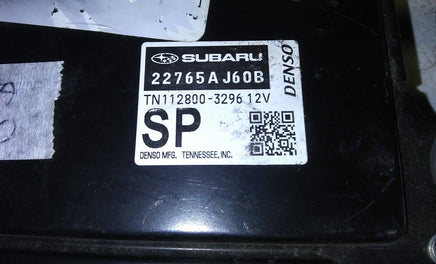 SUBARU
22765AJ60B
DENSO
TN112800-3296 12V
SP
DENSO MFG. TENNESSEE, INC.